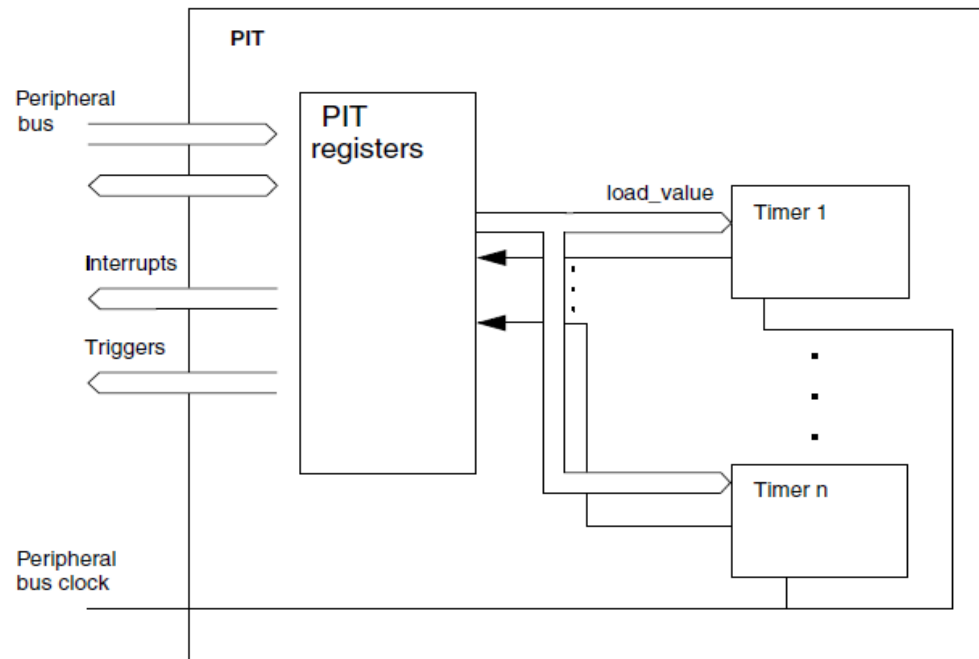 PIT
Peripheral
bus
PIT
registers
load_value
Timer 1
Interrupts
Triggers
Timer n
Peripheral
bus clock